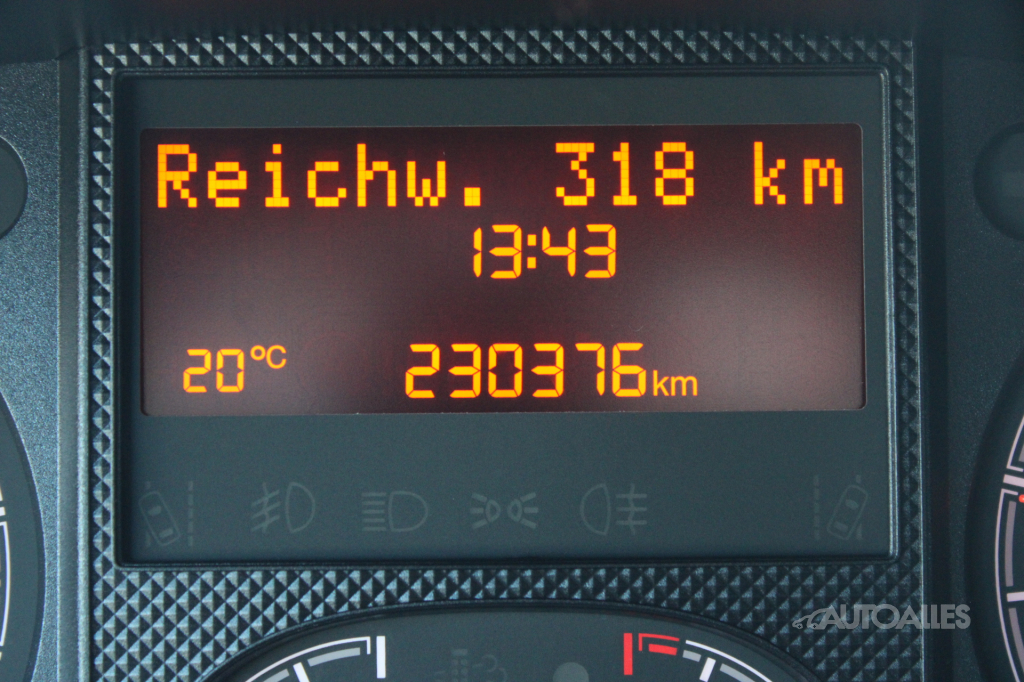 Reichw. 318 km
13:43
20°C 230376km
AUTOALLES